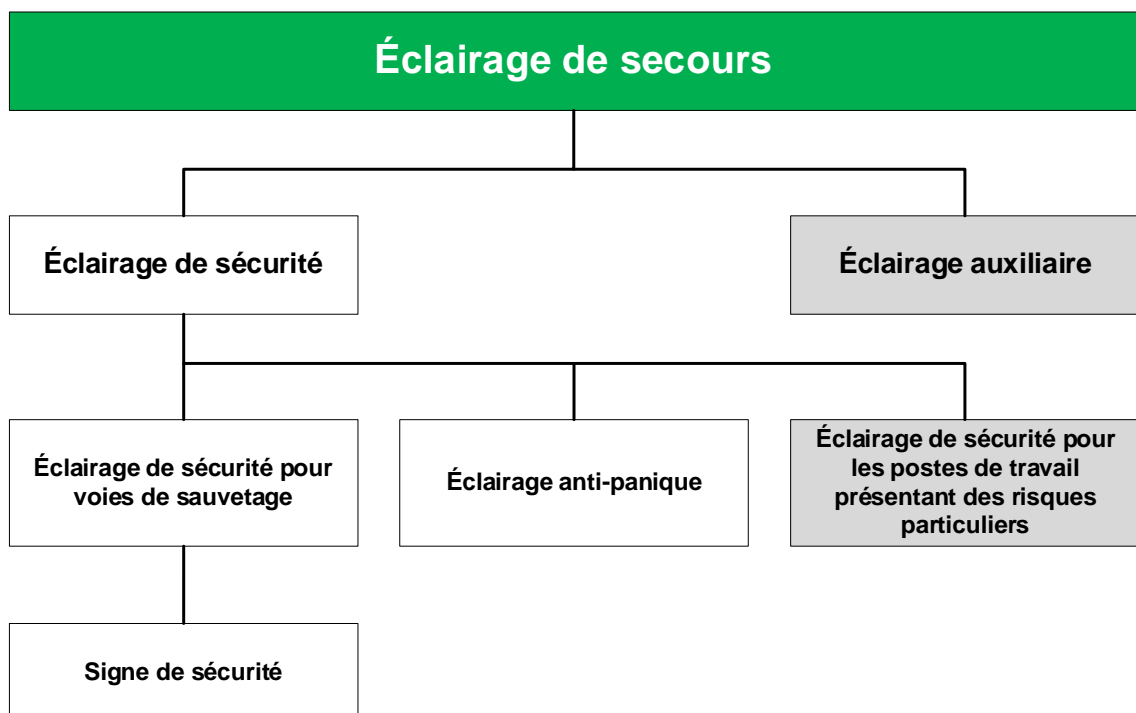 Éclairage de secours
Éclairage de sécurité
Éclairage auxiliaire
Éclairage de sécurité pour
voies de sauvetage
Éclairage anti-panique
Éclairage de sécurité pour
les postes de travail
présentant des risques
particuliers
Signe de sécurité